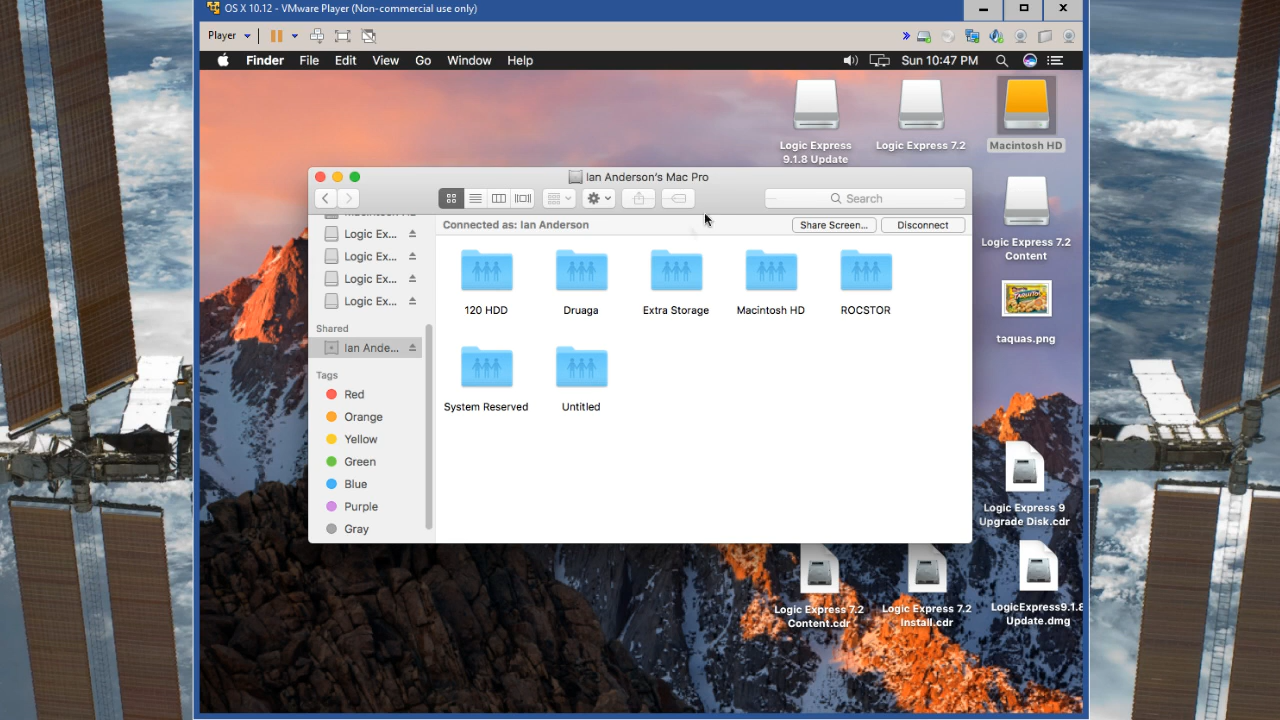 OS X 10.12 - VMware Player (Non-commercial use only)
Player
Finder File Edit View Go Window Help
Sun 10:47 PM
Logic Express 9.1.8 Update
Logic Express 7.2
Macintosh HD
Ian Anderson's Mac Pro
Search
Connected as: Ian Anderson
Share Screen...
Disconnect
Logic Ex...
Logic Ex...
Logic Ex...
Logic Ex...
Shared
Ian Ande...
Tags
Red
Orange
Yellow
Green
Blue
Purple
Gray
120 HDD
Druaga
Extra Storage
Macintosh HD
ROCSTOR
System Reserved
Untitled
Logic Express 7.2
Content
taquas.png
Logic Express 9
Upgrade Disk.cdr
Logic Express 7.2
Content.cdr
Logic Express 7.2
Install.cdr
LogicExpress9.1.8
Update.dmg